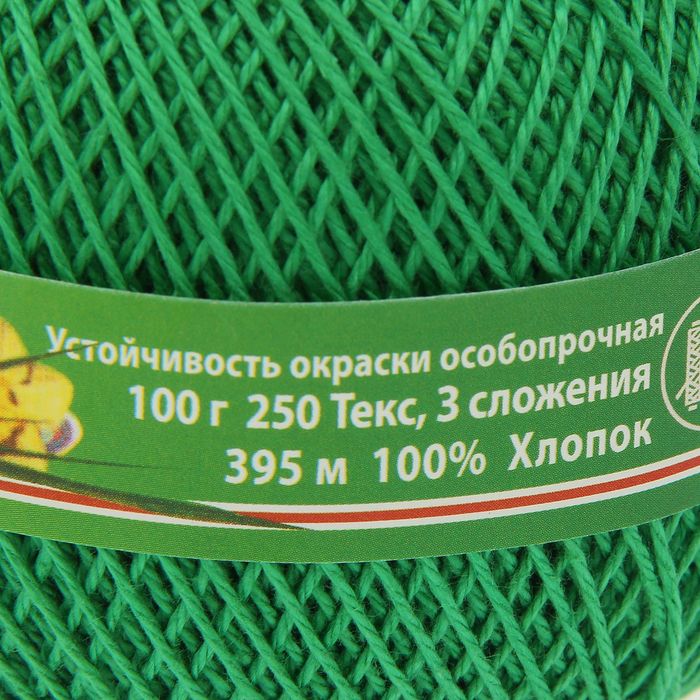 Устойчивость окраски особопрочная
100 г 250 Текс, 3 сложения
395 м 100% Хлопок